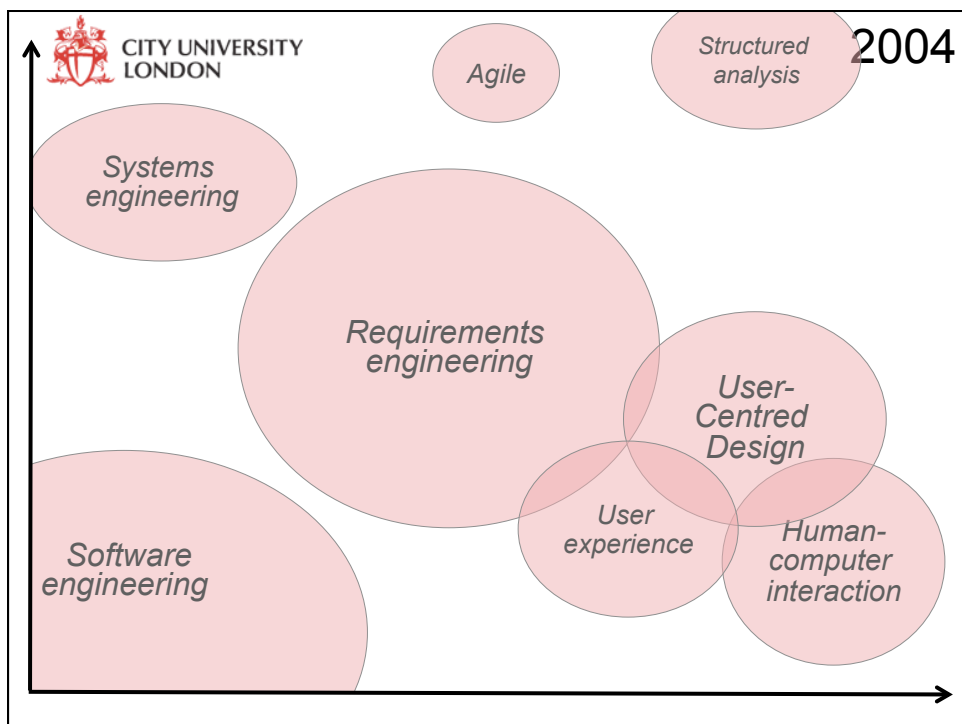 CITY UNIVERSITY
LONDON
Agile
Structured
analysis
2004
Systems
engineering
Requirements
engineering
User-
Centred
Design
User
experience
Human-
computer
interaction
Software
engineering